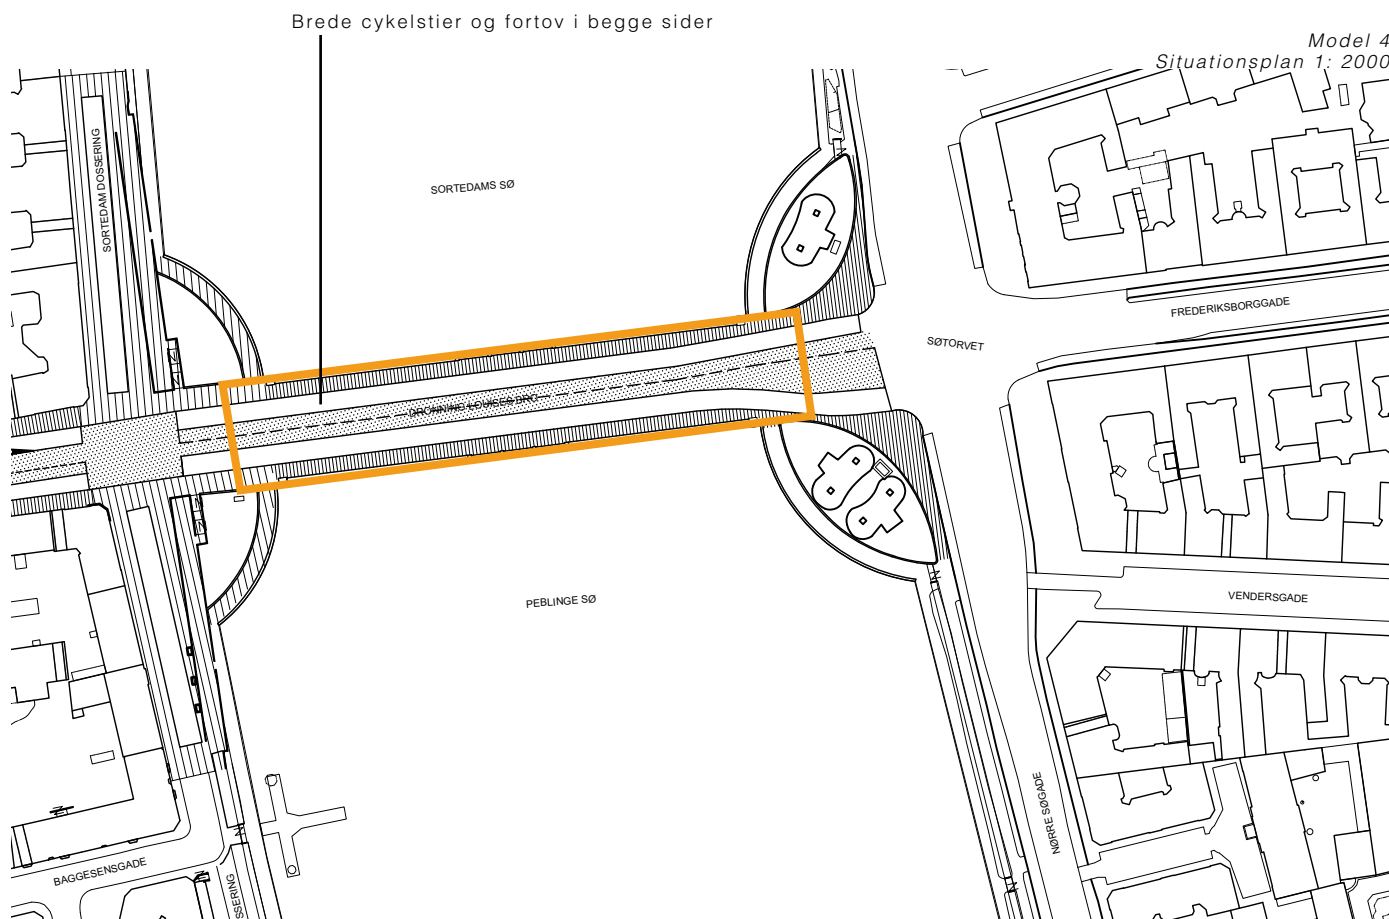 Brede cykelstier og fortov i begge sider
Model 4
Situationsplan 1: 2000
SORTEDAM DOSSERING
SORTEDAMS SØ
FREDERIKSBORGGADE
SØTORVET
DRONNING LOUISES BRO
PEBLINGE SØ
VENDERSGADE
NØRRE SØGADE
BAGGESENSGADE
SSERING